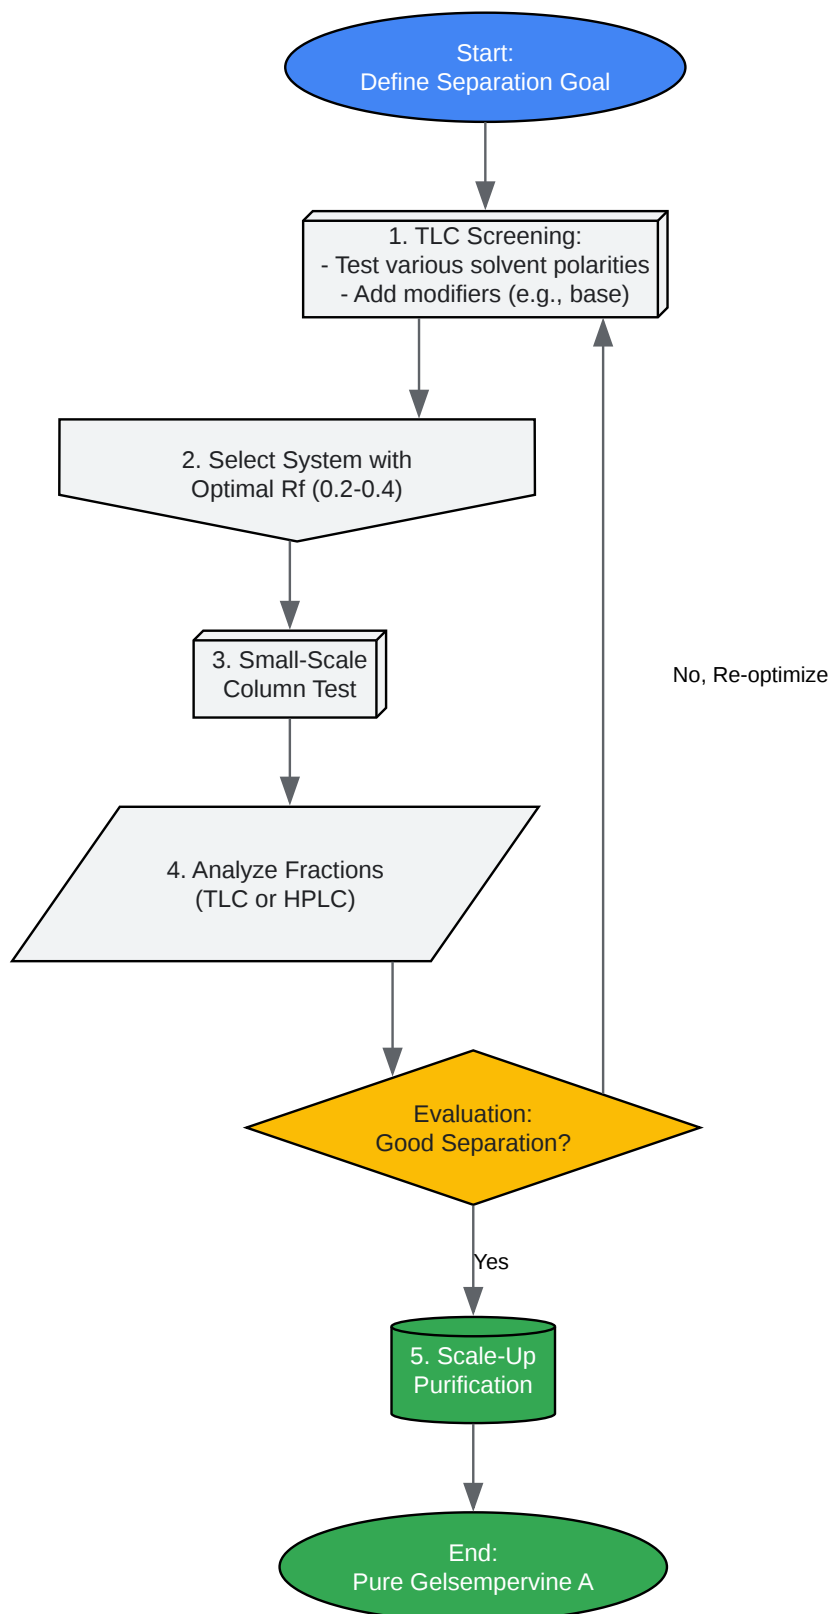 Start:
Define Separation Goal
1. TLC Screening:
- Test various solvent polarities
- Add modifiers (e.g., base)
2. Select System with
Optimal Rf (0.2-0.4)
3. Small-Scale
Column Test
No, Re-optimize
4. Analyze Fractions
(TLC or HPLC)
Evaluation:
Good Separation?
Yes
5. Scale-Up
Purification
End:
Pure Gelsempervine A